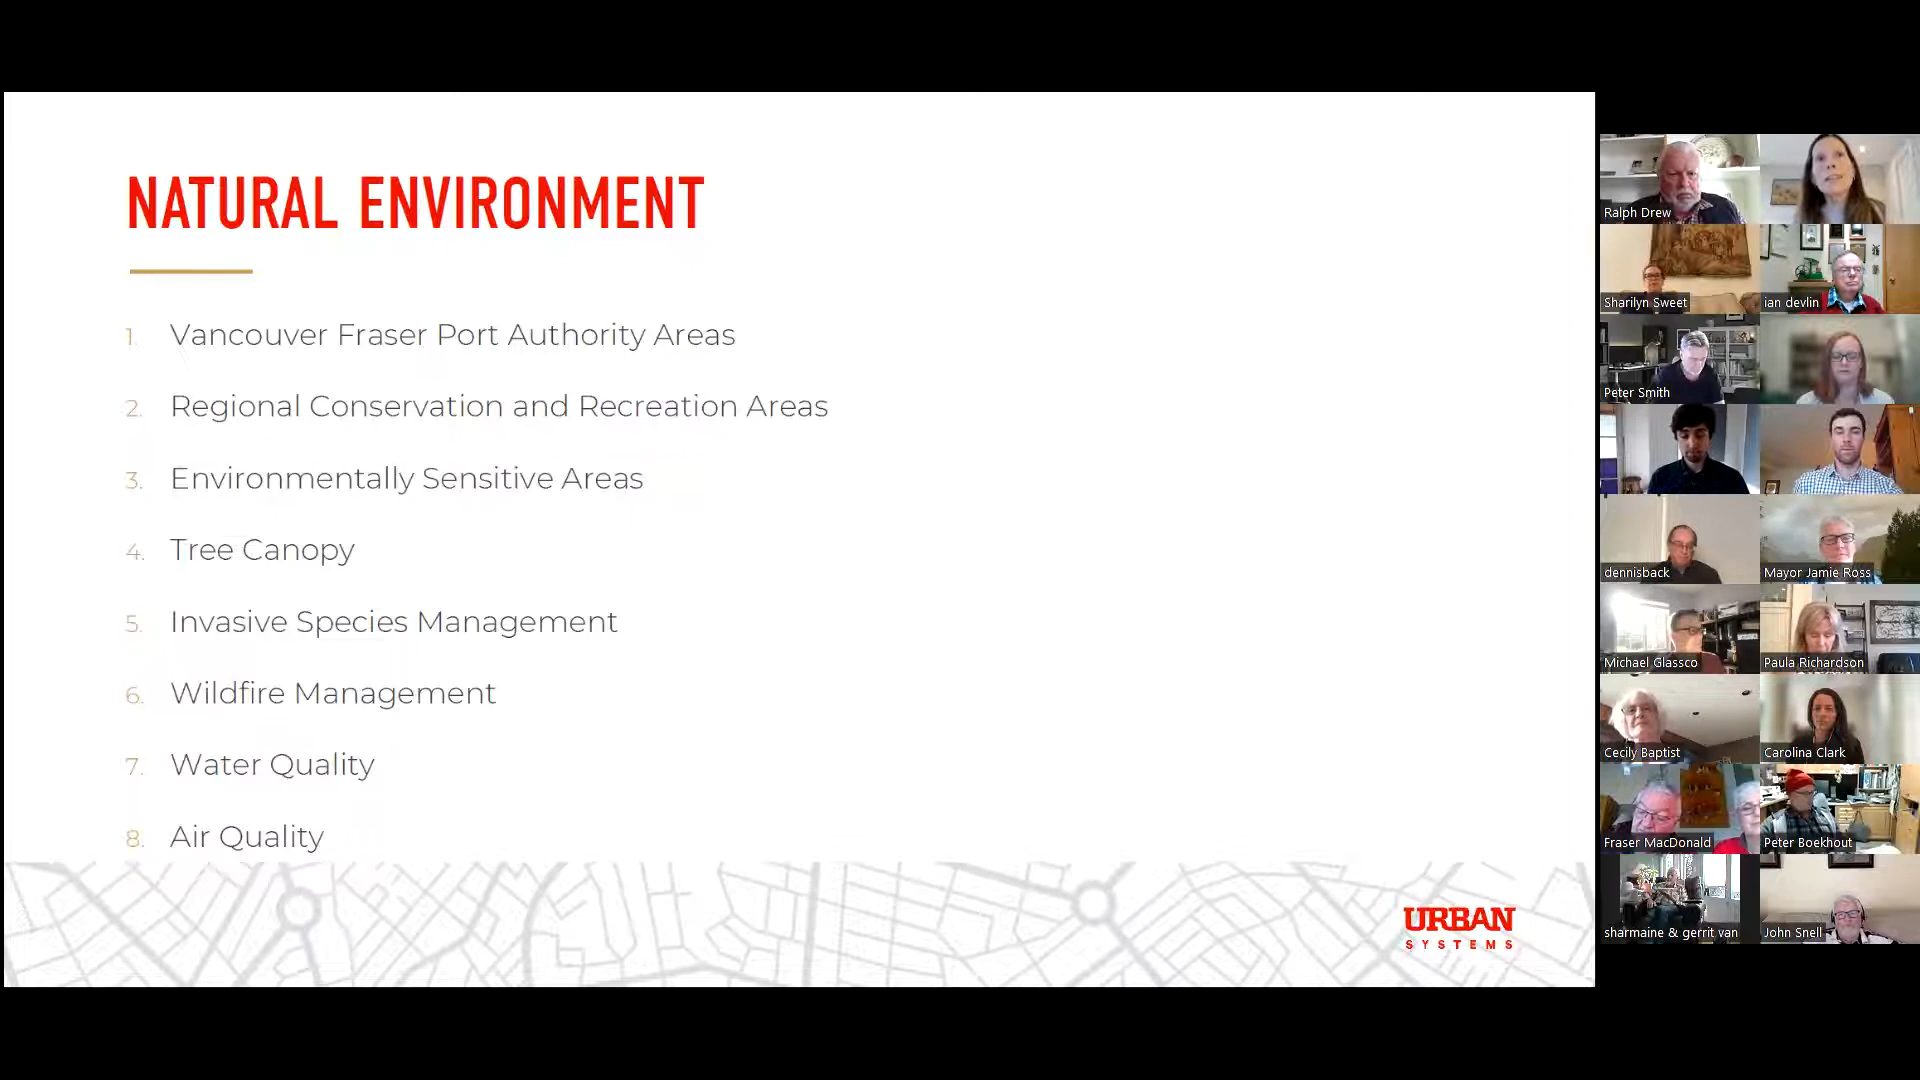 NATURAL ENVIRONMENT
1. Vancouver Fraser Port Authority Areas
2. Regional Conservation and Recreation Areas
3. Environmentally Sensitive Areas
4. Tree Canopy
5. Invasive Species Management
6. Wildfire Management
7. Water Quality
8. Air Quality
URBAN
SYSTEMS
Ralph Drew
Sharilyn Sweet
ian devlin
Peter Smith
dennisback
Mayor Jamie Ross
Michael Glassco
Paula Richardson
Cecily Baptist
Carolina Clark
Fraser MacDonald
Peter Boekhout
sharmaine & gerrit van
John Snell